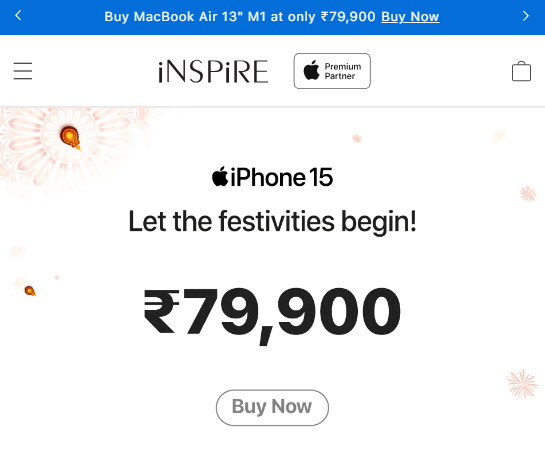 Buy MacBook Air 13" M1 at only ₹79,900 Buy Now
iNSPiRE
Premium
Partner
iPhone 15
Let the festivities begin!
₹79,900
Buy Now